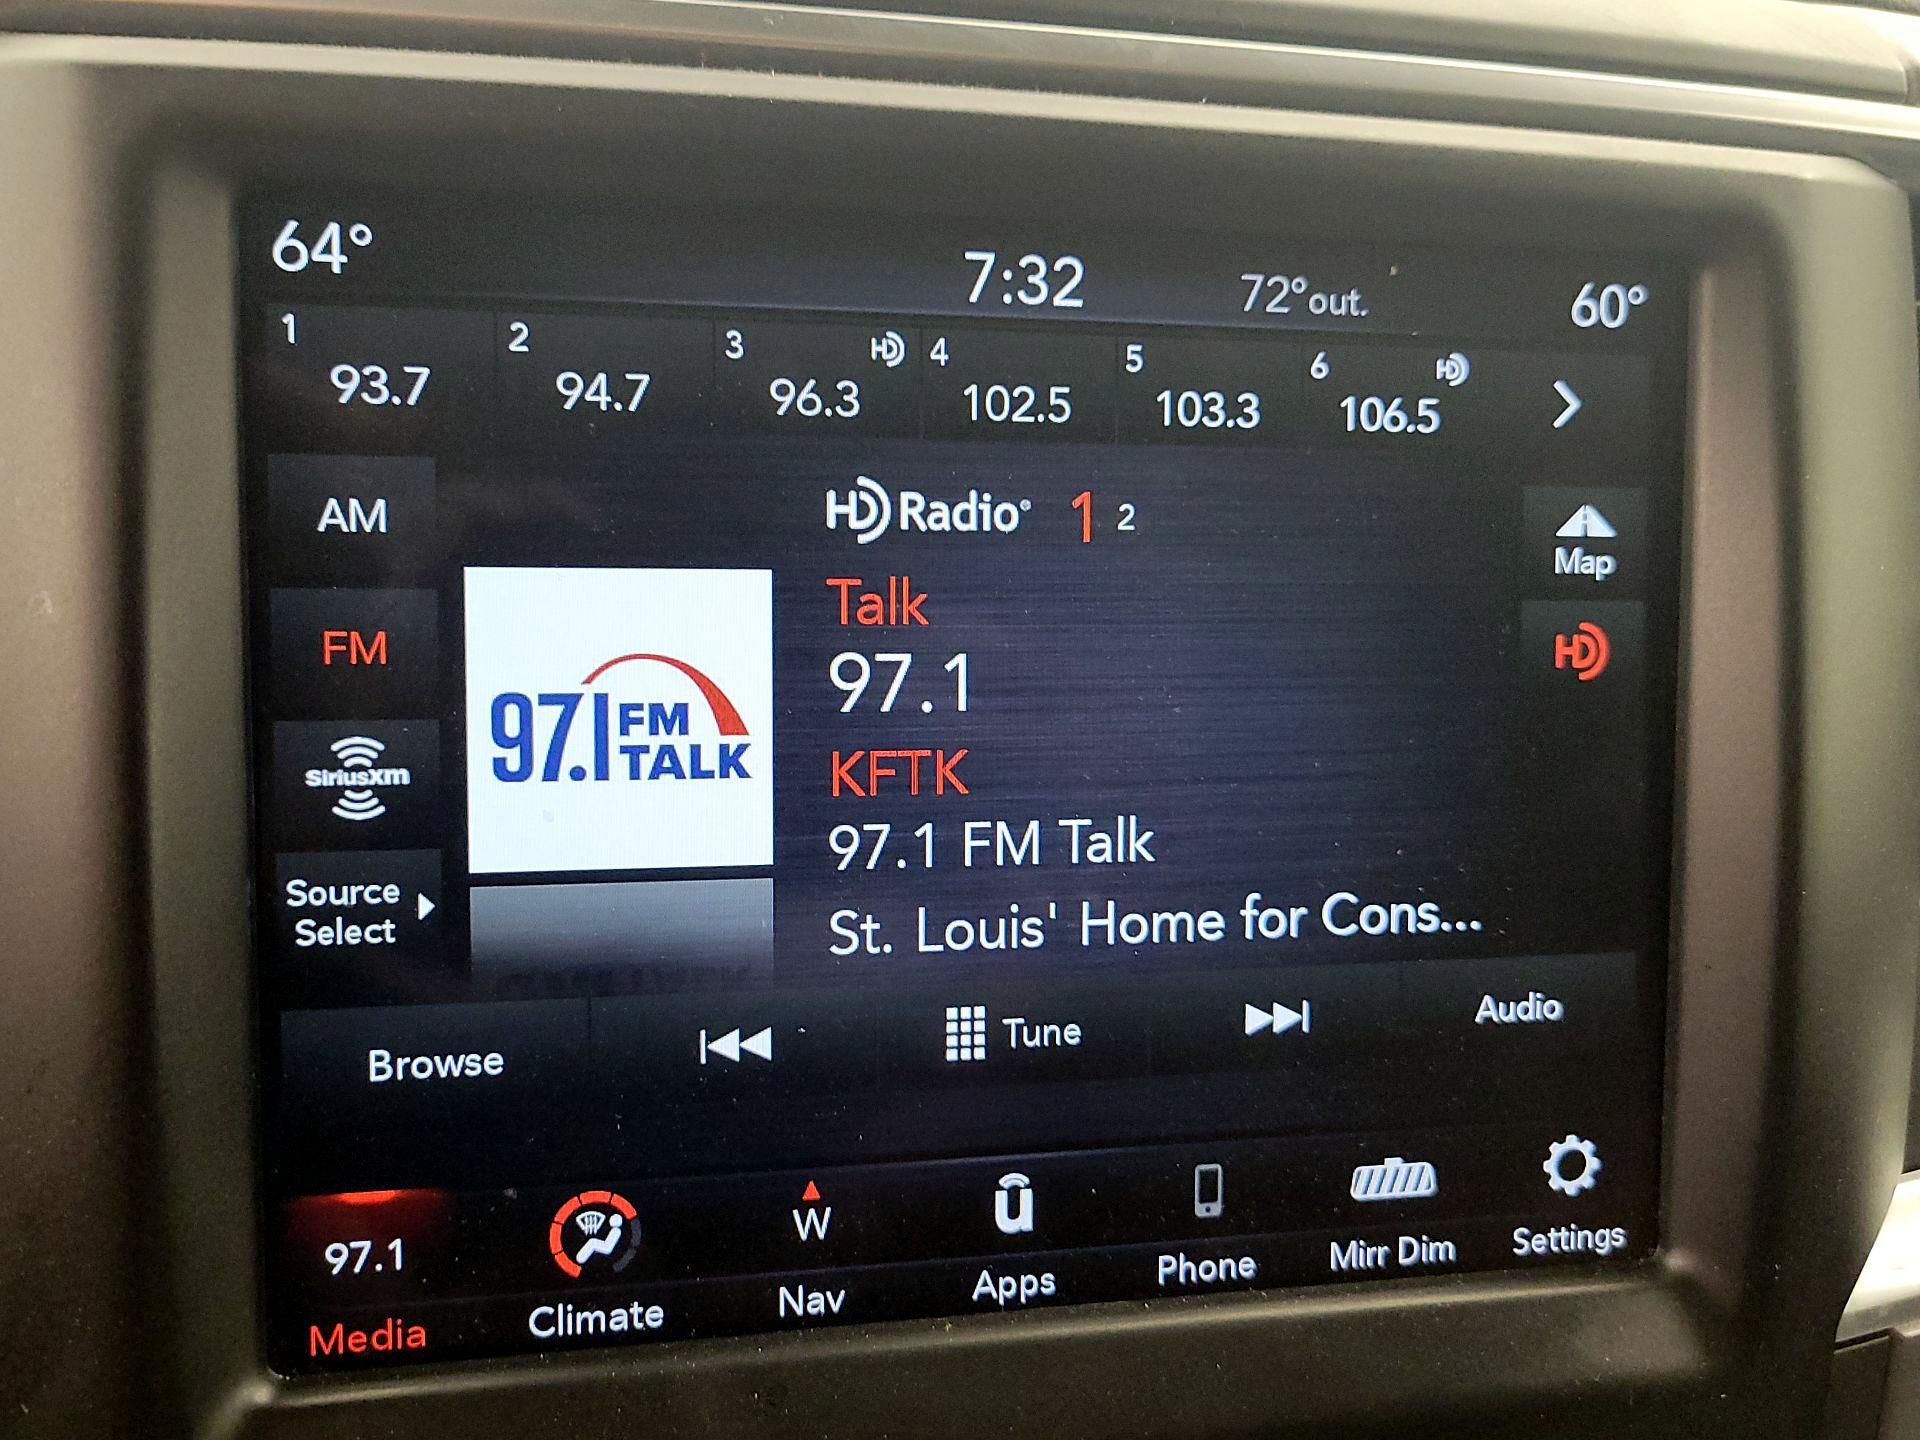 64°
7:32
72°out.
60°
1 93.7
2 94.7
3 HD 96.3
4 102.5
5 103.3
6 HD 106.5
AM
HD Radio® 1 2
Map
Talk
FM
HD
97.1
97.1 FM TALK
KFTK
SiriusXm
97.1 FM Talk
Source
Select
St. Louis' Home for Cons...
Browse
Tune
Audio
97.1
W
u
Media
Climate
Nav
Apps
Phone
Mirr Dim
Settings